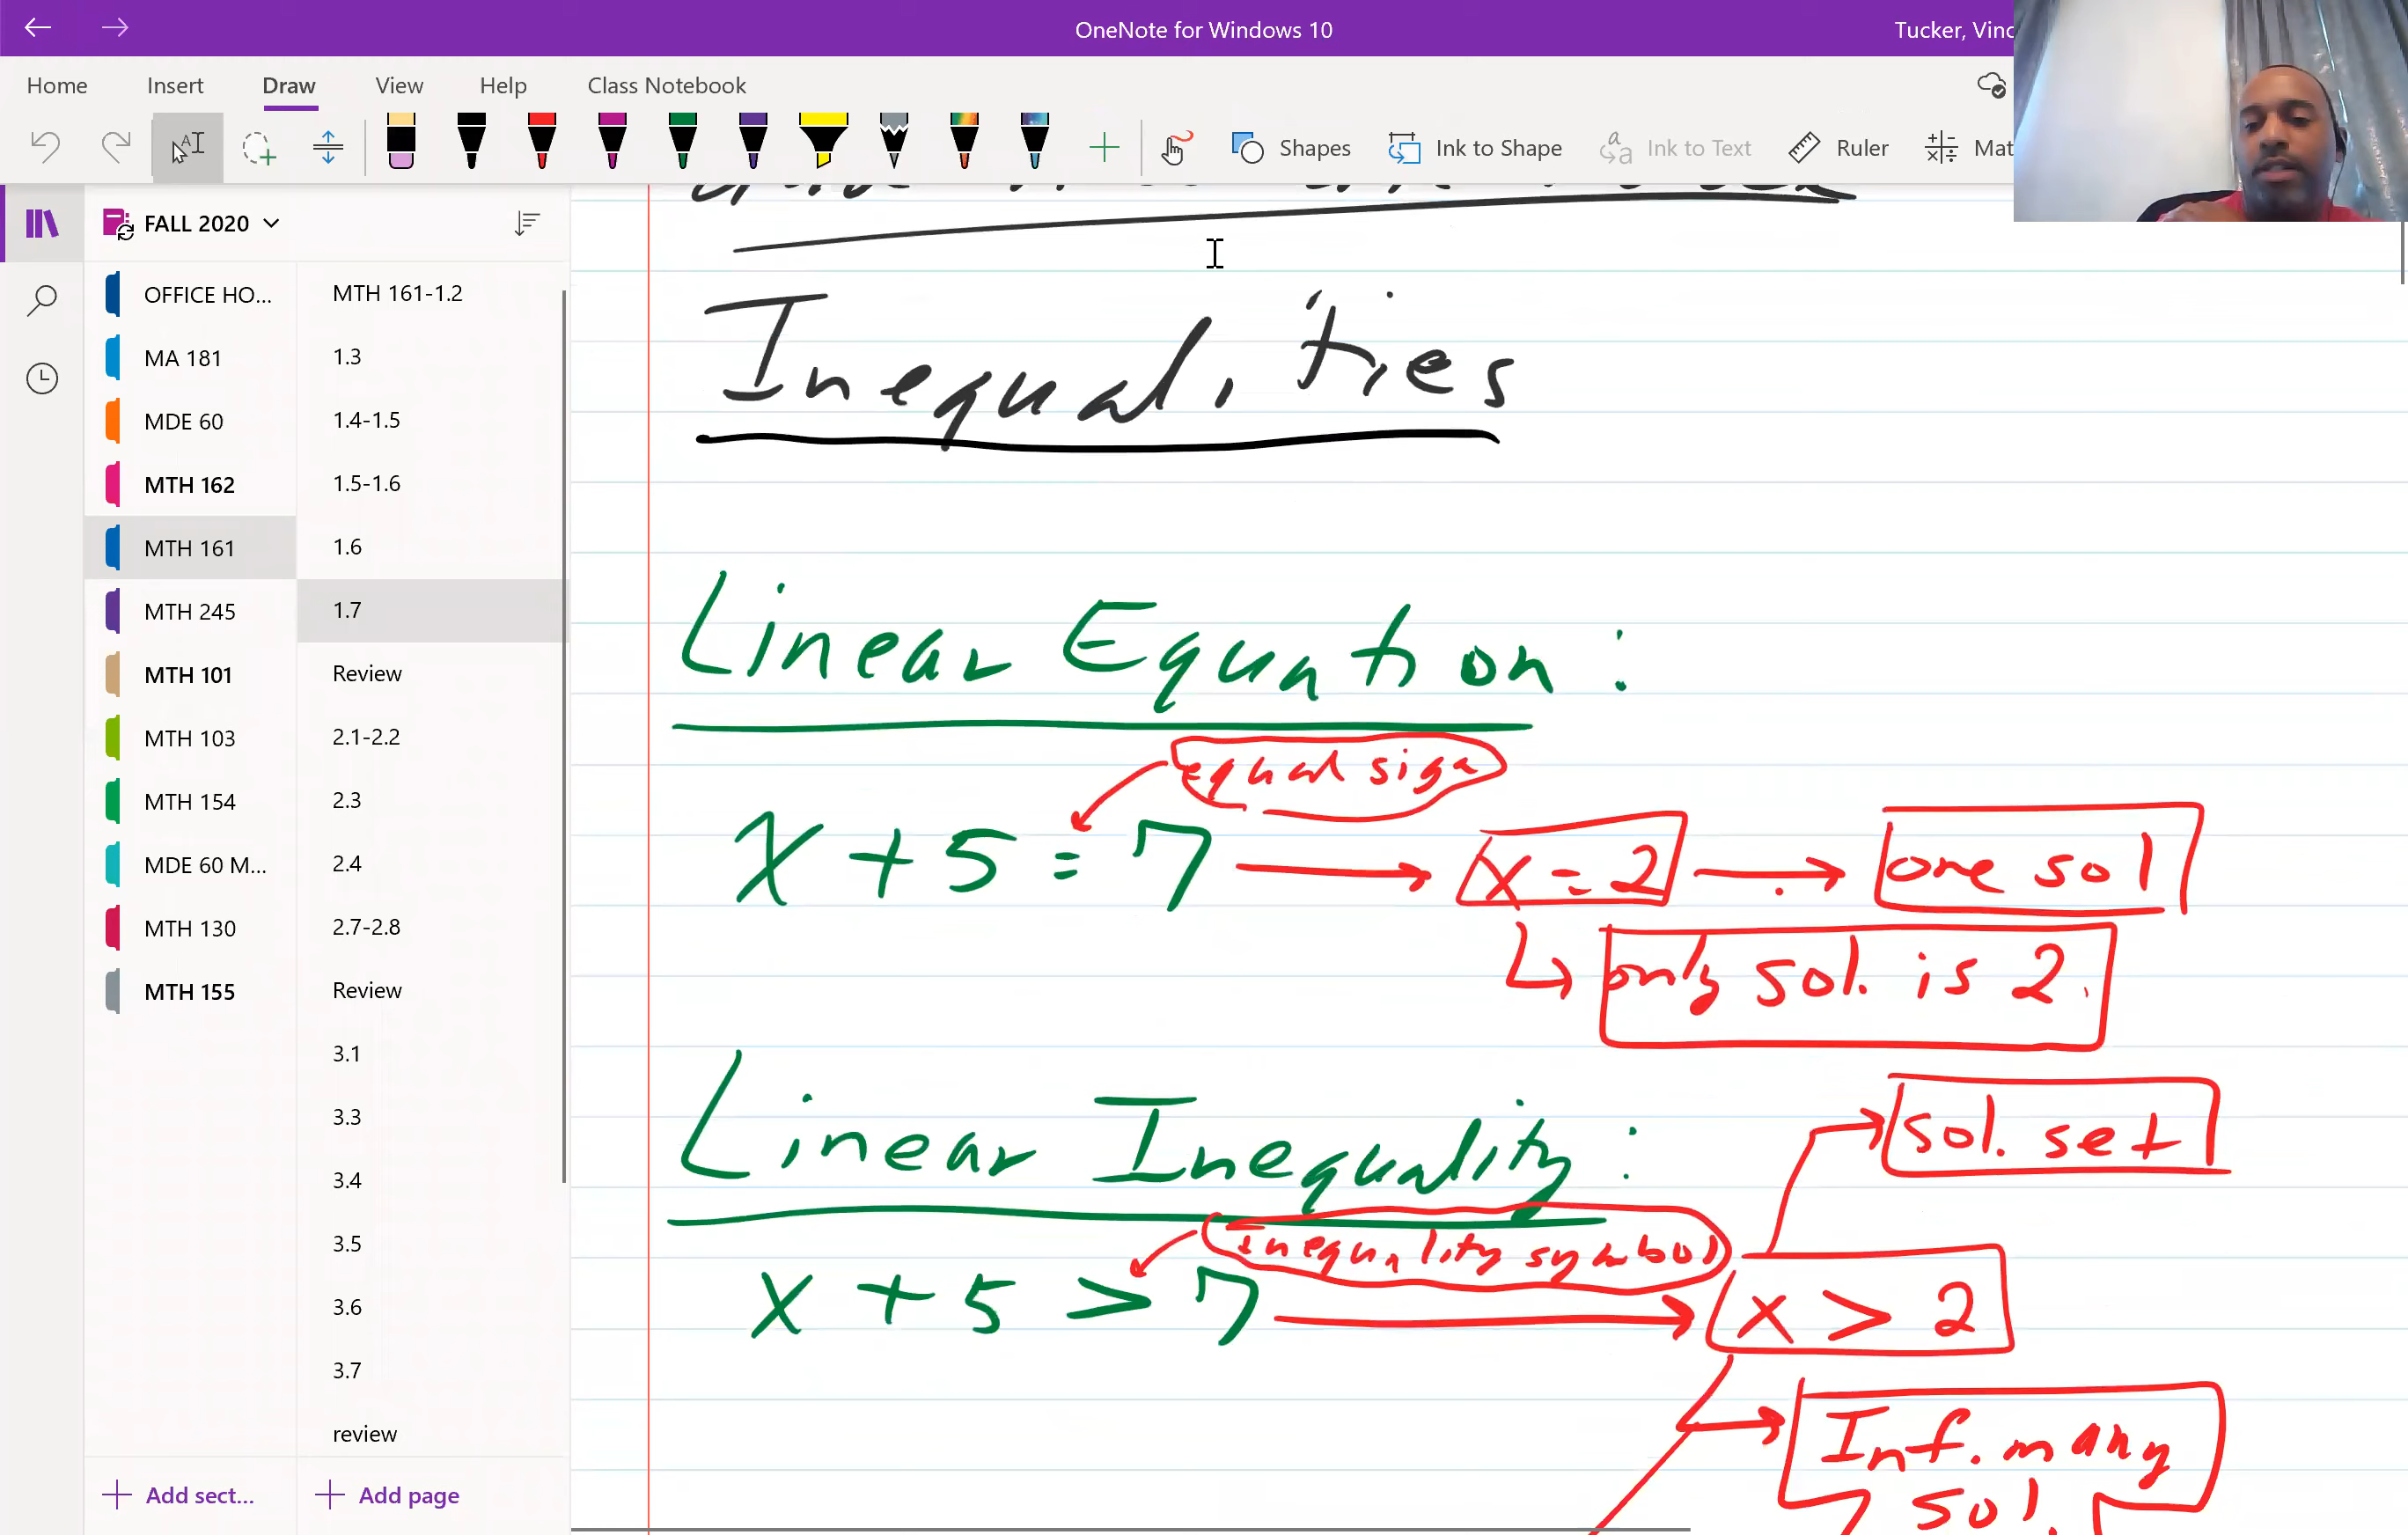 OneNote for Windows 10
Tucker, Vinc
Home Insert Draw View Help Class Notebook
Shapes Ink to Shape Ink to Text Ruler Mat
FALL 2020
OFFICE HO...
MA 181
MDE 60
MTH 162
MTH 161
MTH 245
MTH 101
MTH 103
MTH 154
MDE 60 M...
MTH 130
MTH 155
Add sect...
MTH 161-1.2
1.3
1.4-1.5
1.5-1.6
1.6
1.7
Review
2.1-2.2
2.3
2.4
2.7-2.8
Review
3.1
3.3
3.4
3.5
3.6
3.7
review
Add page
Inequalities
Linear Equation:
equal sign
x + 5 = 7 → x = 2 → one sol
↳ only sol. is 2.
Linear Inequality:
sol. set
Inequality symbol
x + 5 > 7 → x > 2
Inf. many
sol.